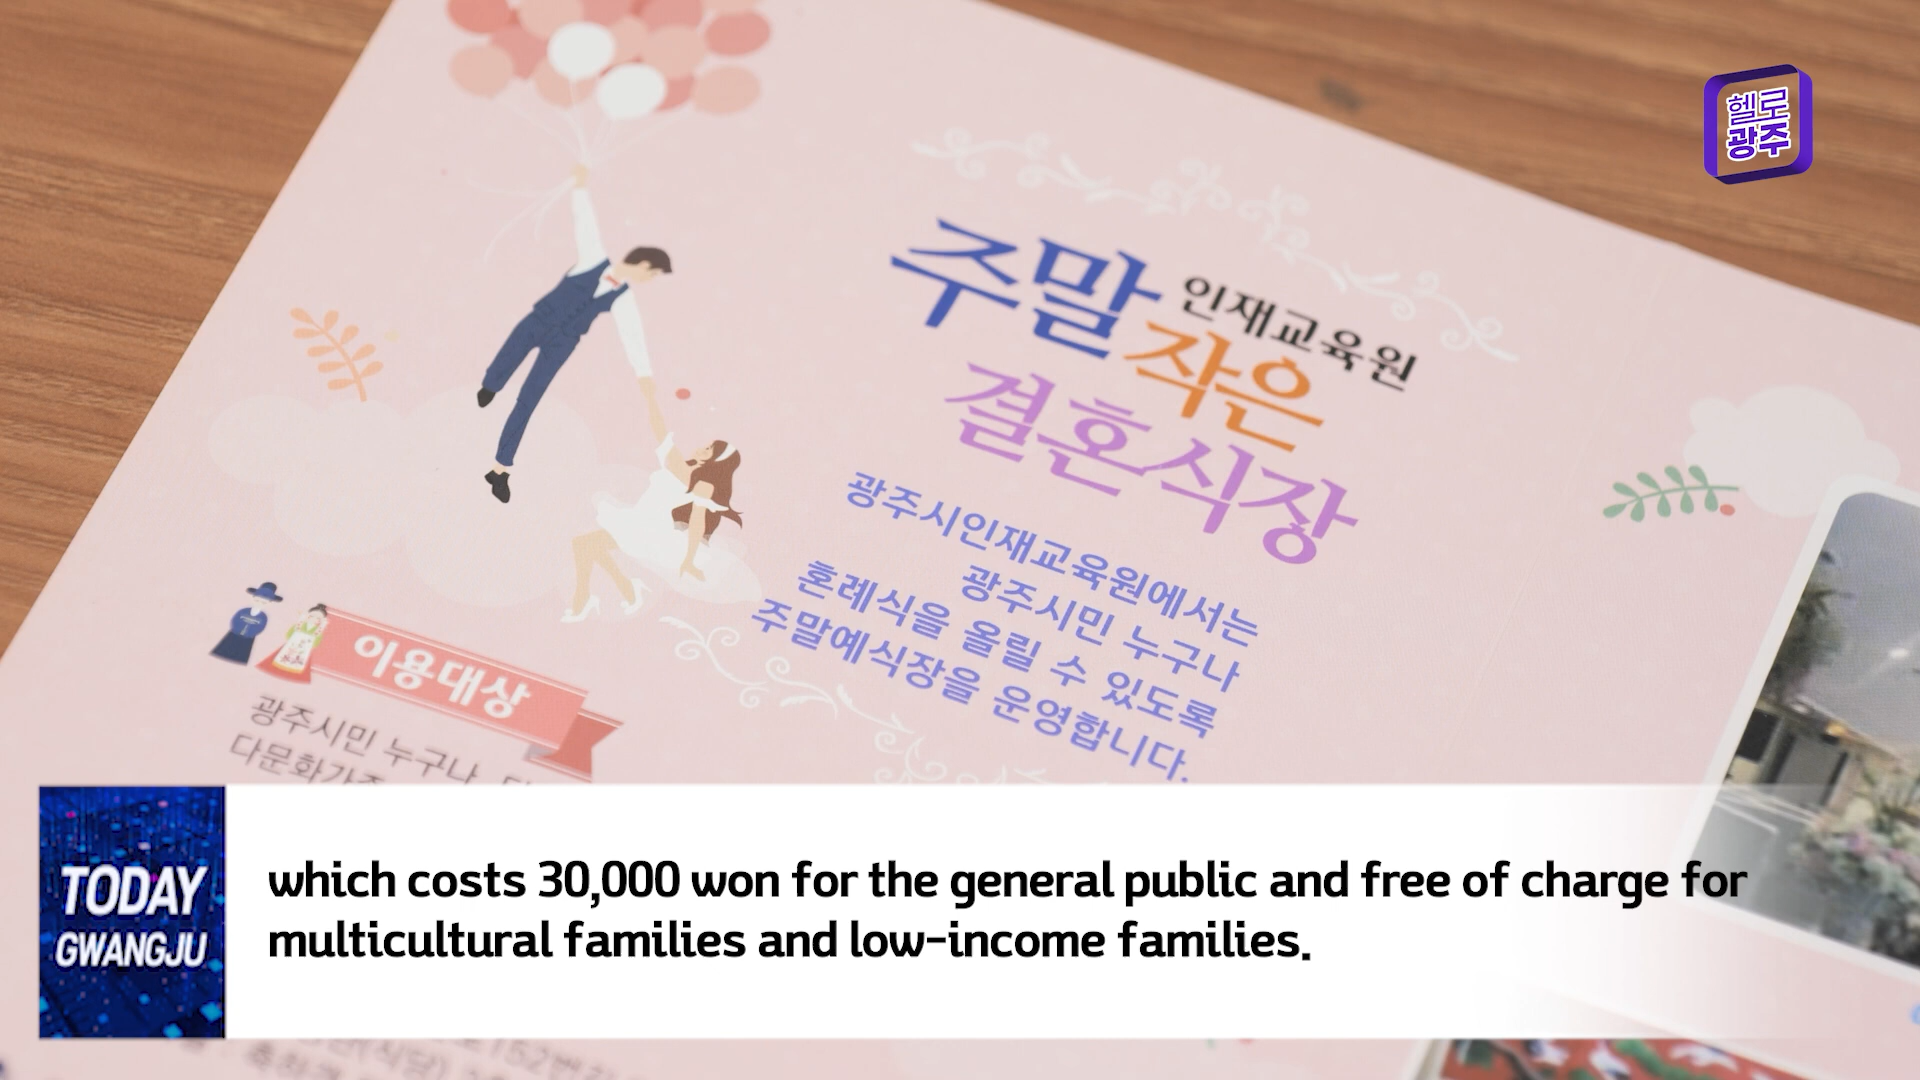 헬로
광주
인재교육원
주말 작은
결혼식장
광주시인재교육원에서는
광주시민 누구나
혼례식을 올릴 수 있도록
주말예식장을 운영합니다.
이용대상
광주시민 누구나
TODAY
GWANGJU
which costs 30,000 won for the general public and free of charge for
multicultural families and low-income families.